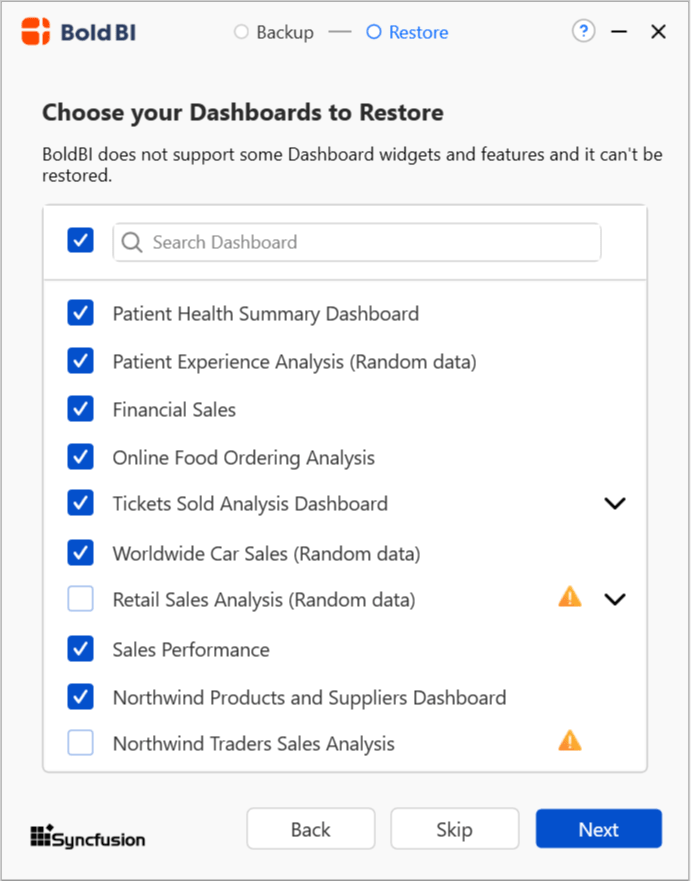 Bold BI
Backup
Restore
?
Choose your Dashboards to Restore
BoldBI does not support some Dashboard widgets and features and it can't be
restored.
Search Dashboard
Patient Health Summary Dashboard
Patient Experience Analysis (Random data)
Financial Sales
Online Food Ordering Analysis
Tickets Sold Analysis Dashboard
Worldwide Car Sales (Random data)
Retail Sales Analysis (Random data)
Sales Performance
Northwind Products and Suppliers Dashboard
Northwind Traders Sales Analysis
Syncfusion
Back
Skip
Next